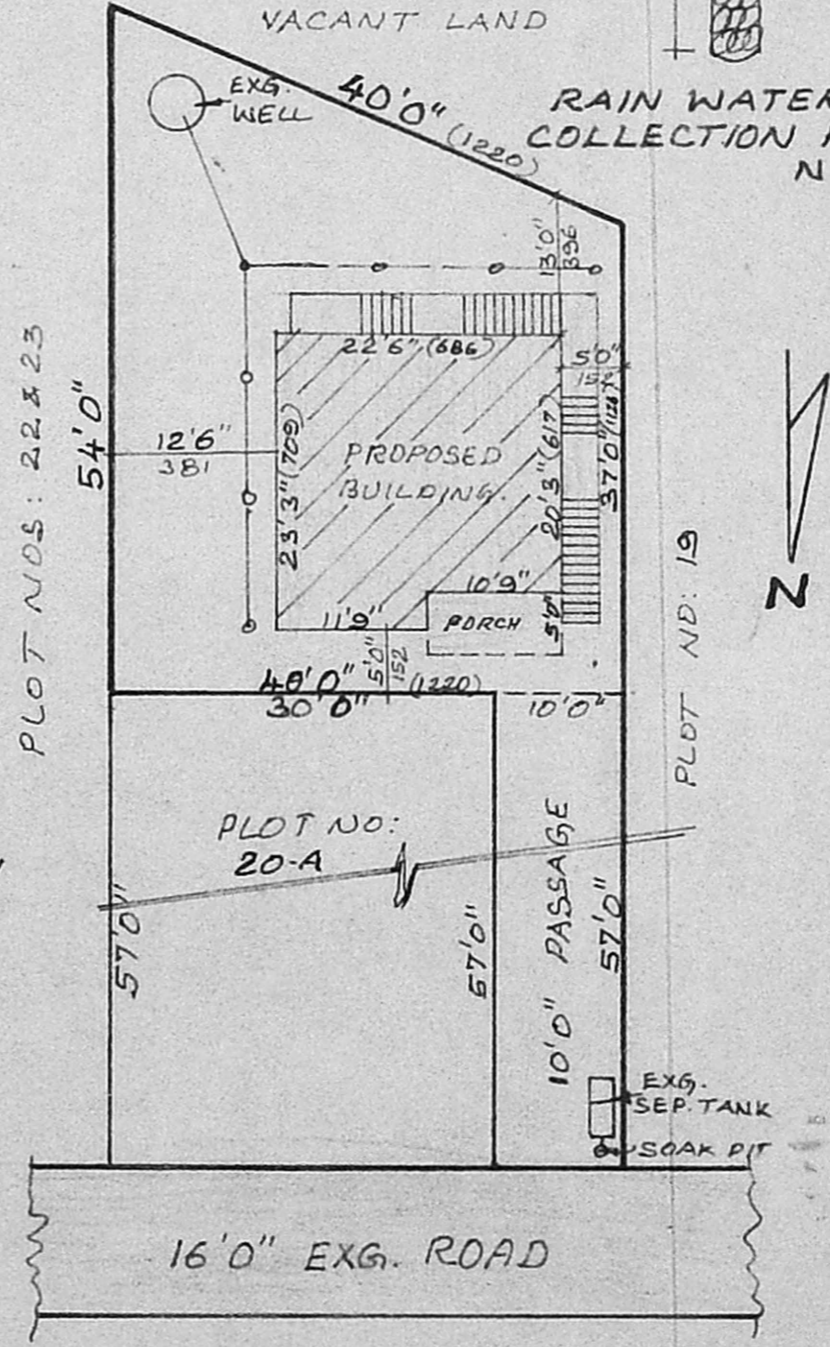 VACANT LAND
EXG.
WELL
40'0" (1220)
RAIN WATER
COLLECTION
N
13'0"
396
PLOT NOS: 22 & 23
54'0"
12'6"
381
22'6" (686)
5'0"
23'3" (709)
PROPOSED
BUILDING.
20'3" (617)
37'0"
10'9"
11'9"
PORCH
5'0"
5'0"
152
40'0" (1220)
30'0"
10'0"
PLOT NO: 19
N
PLOT NO:
20-A
57'0"
57'0"
10'0" PASSAGE
57'0"
EXG.
SEP. TANK
SOAK PIT
16'0" EXG. ROAD